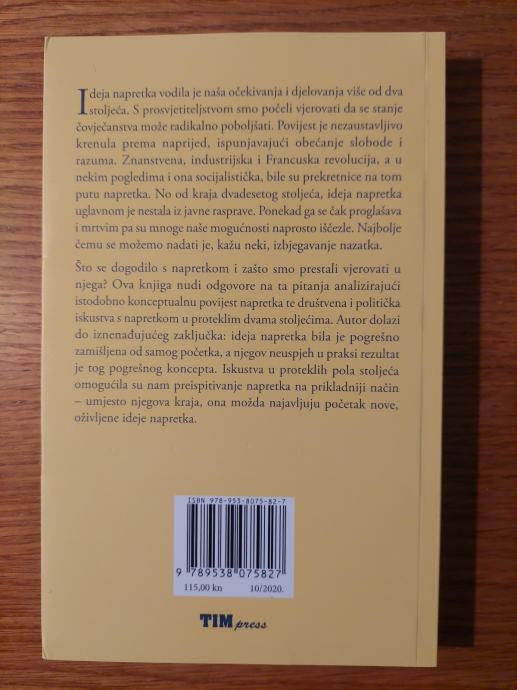 Ideja napretka vodila je naša očekivanja i djelovanja više od dva
stoljeća. S prosvjetiteljstvom smo počeli vjerovati da se stanje
čovječanstva može radikalno poboljšati. Povijest je nezaustavljivo
krenula prema naprijed, ispunjavajući obećanje slobode i
razuma. Znanstvena, industrijska i Francuska revolucija, a u
nekim pogledima i ona socijalistička, bile su prekretnice na tom
putu napretka. No od kraja dvadesetog stoljeća, ideja napretka
uglavnom je nestala iz javne rasprave. Ponekad ga se čak proglašava
i mrtvim pa su mnoge naše mogućnosti naprosto iščezle. Najbolje
čemu se možemo nadati je, kažu neki, izbjegavanje nazatka.
Što se dogodilo s napretkom i zašto smo prestali vjerovati u
njega? Ova knjiga nudi odgovore na ta pitanja analizirajući
istodobno konceptualnu povijest napretka te društvena i politička
iskustva s napretkom u proteklim dvama stoljećima. Autor dolazi
do iznenađujućeg zaključka: ideja napretka bila je pogrešno
zamišljena od samog početka, a njegov neuspjeh u praksi rezultat
je tog pogrešnog koncepta. Iskustva u proteklih pola stoljeća
omogućila su nam preispitivanje napretka na prikladniji način
– umjesto njegova kraja, ona možda najavljuju početak nove,
oživljene ideje napretka.
ISBN 978-953-8075-82-7
9 789538 075827
115,00 kn 10/2020.
TIM press